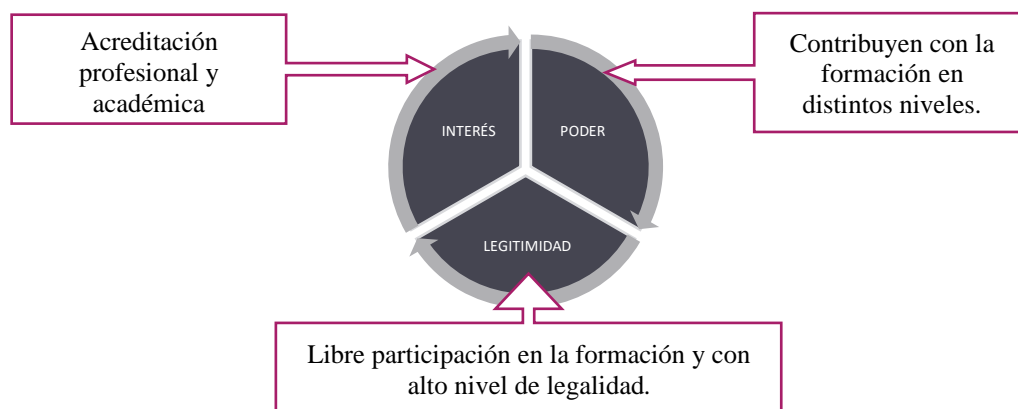 Acreditación
profesional y
académica
Contribuyen con la
formación en
distintos niveles.
INTERÉS
PODER
LEGITIMIDAD
Libre participación en la formación y con
alto nivel de legalidad.